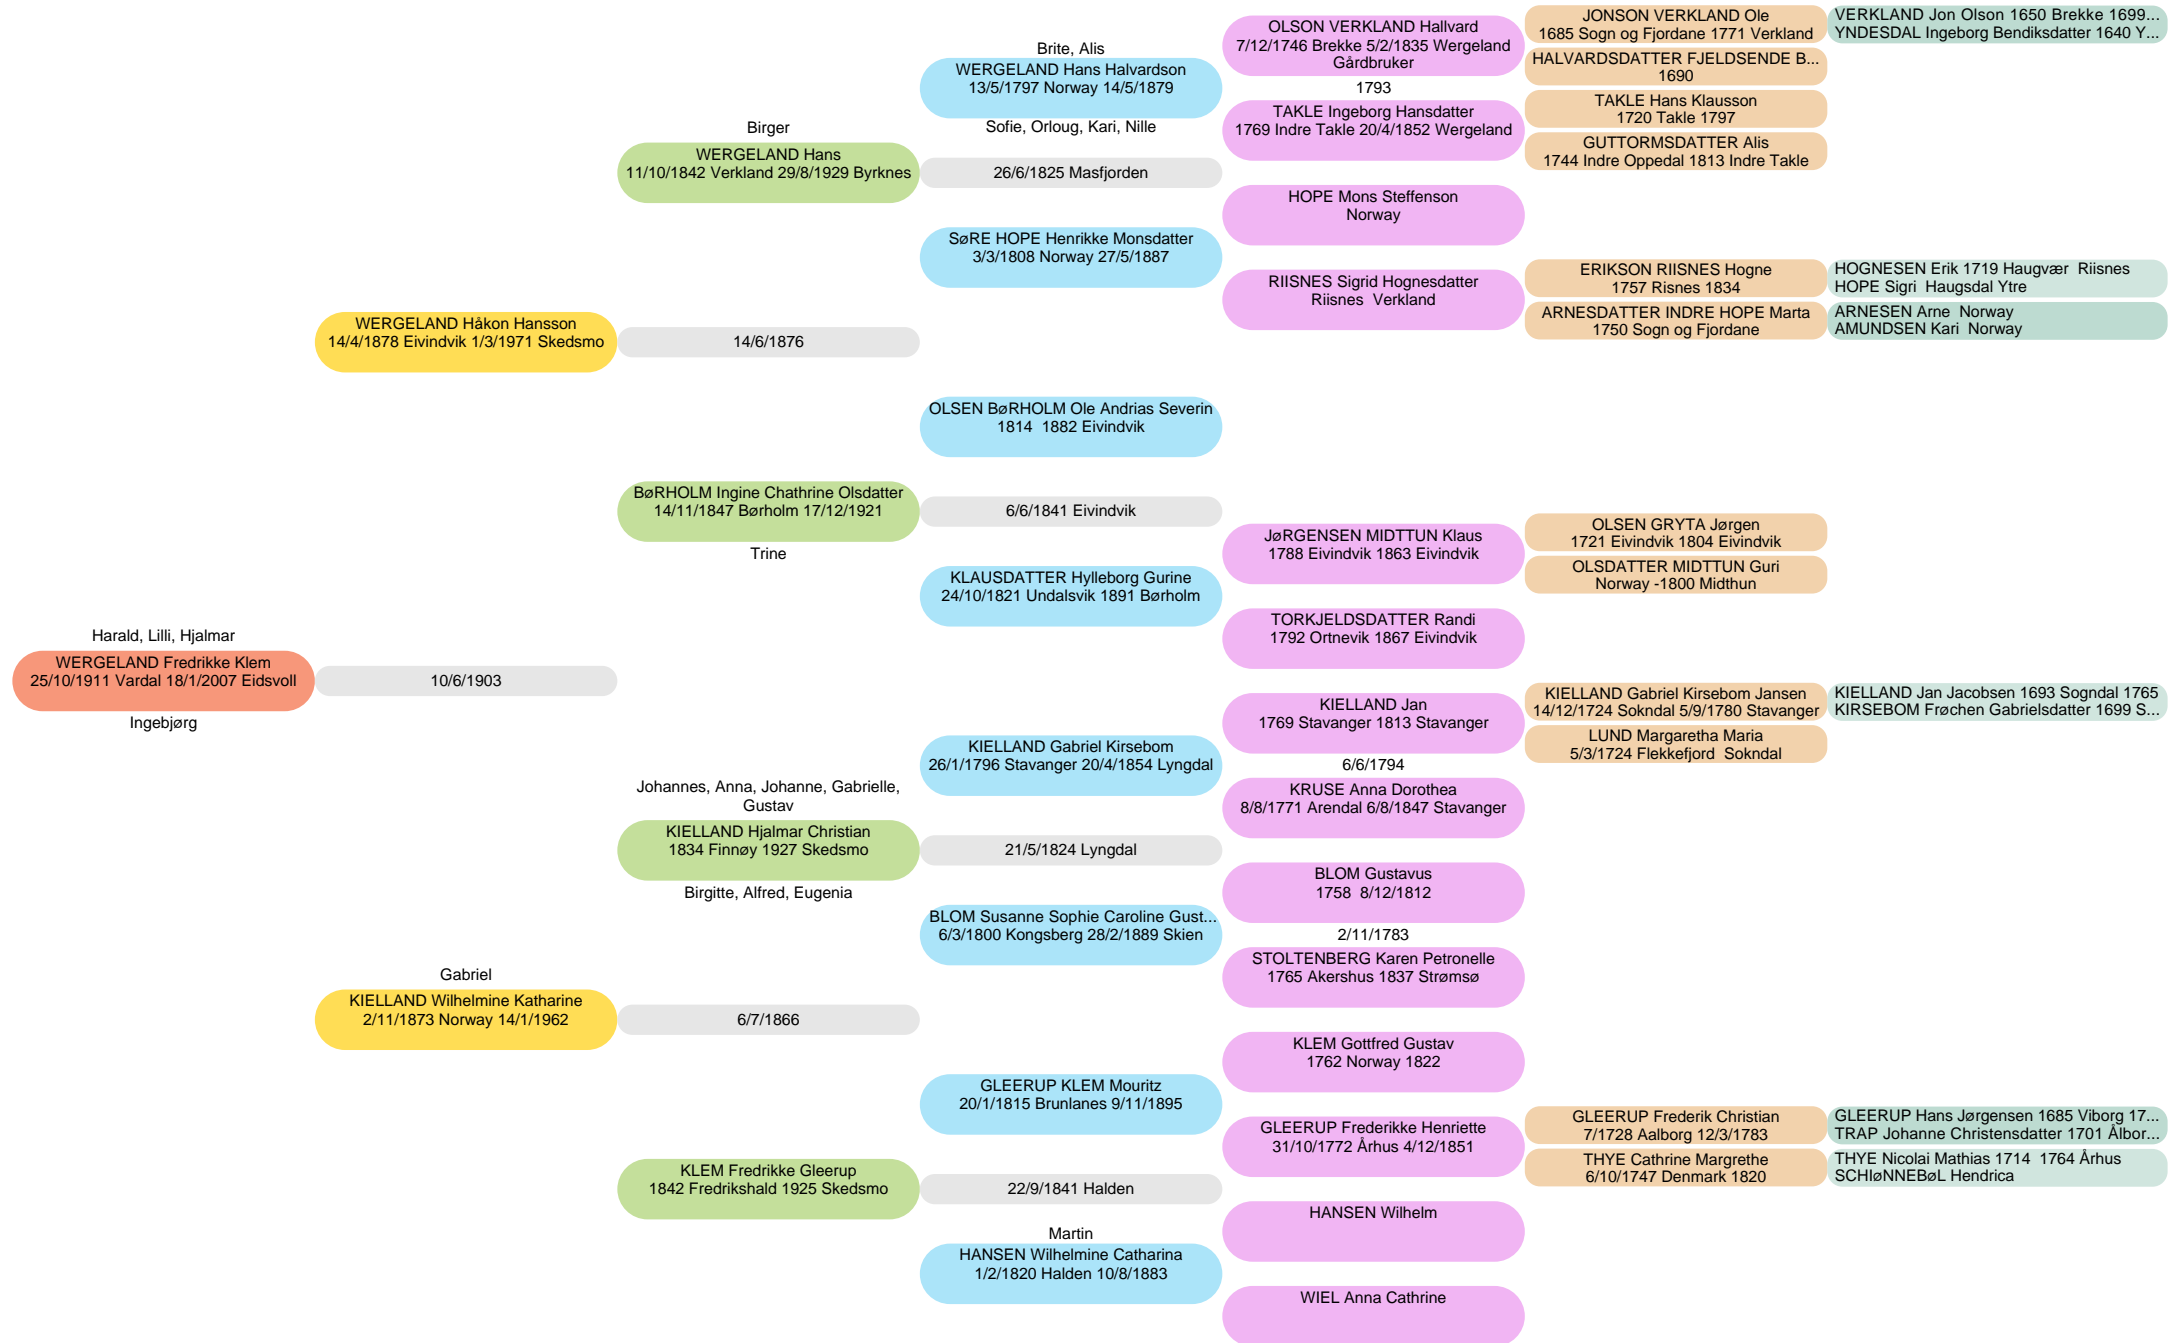 Harald, Lilli, Hjalmar
WERGELAND Fredrikke Klem
25/10/1911 Vardal 18/1/2007 Eidsvoll
Ingebjørg
WERGELAND Håkon Hansson
14/4/1878 Eivindvik 1/3/1971 Skedsmo
10/6/1903
Gabriel
KIELLAND Wilhelmine Katharine
2/11/1873 Norway 14/1/1962
Birger
WERGELAND Hans
11/10/1842 Verkland 29/8/1929 Byrknes
14/6/1876
BøRHOLM Ingine Chathrine Olsdatter
14/11/1847 Børholm 17/12/1921
Trine
Johannes, Anna, Johanne, Gabrielle,
Gustav
KIELLAND Hjalmar Christian
1834 Finnøy 1927 Skedsmo
Birgitte, Alfred, Eugenia
6/7/1866
KLEM Fredrikke Gleerup
1842 Fredrikshald 1925 Skedsmo
Brite, Alis
WERGELAND Hans Halvardson
13/5/1797 Norway 14/5/1879
Sofie, Orloug, Kari, Nille
26/6/1825 Masfjorden
SøRE HOPE Henrikke Monsdatter
3/3/1808 Norway 27/5/1887
OLSEN BøRHOLM Ole Andrias Severin
1814  1882 Eivindvik
6/6/1841 Eivindvik
KLAUSDATTER Hylleborg Gurine
24/10/1821 Undalsvik 1891 Børholm
KIELLAND Gabriel Kirsebom
26/1/1796 Stavanger 20/4/1854 Lyngdal
21/5/1824 Lyngdal
BLOM Susanne Sophie Caroline Gust...
6/3/1800 Kongsberg 28/2/1889 Skien
GLEERUP KLEM Mouritz
20/1/1815 Brunlanes 9/11/1895
22/9/1841 Halden
Martin
HANSEN Wilhelmine Catharina
1/2/1820 Halden 10/8/1883
OLSON VERKLAND Hallvard
7/12/1746 Brekke 5/2/1835 Wergeland
Gårdbruker
1793
TAKLE Ingeborg Hansdatter
1769 Indre Takle 20/4/1852 Wergeland
HOPE Mons Steffenson
Norway
RIISNES Sigrid Hognesdatter
Riisnes  Verkland
JøRGENSEN MIDTTUN Klaus
1788 Eivindvik 1863 Eivindvik
TORKJELDSDATTER Randi
1792 Ortnevik 1867 Eivindvik
KIELLAND Jan
1769 Stavanger 1813 Stavanger
6/6/1794
KRUSE Anna Dorothea
8/8/1771 Arendal 6/8/1847 Stavanger
BLOM Gustavus
1758  8/12/1812
2/11/1783
STOLTENBERG Karen Petronelle
1765 Akershus 1837 Strømsø
KLEM Gottfred Gustav
1762 Norway 1822
GLEERUP Frederikke Henriette
31/10/1772 Århus 4/12/1851
HANSEN Wilhelm
WIEL Anna Cathrine
JONSON VERKLAND Ole
1685 Sogn og Fjordane 1771 Verkland
HALVARDSDATTER FJELDSENDE B...
1690
TAKLE Hans Klausson
1720 Takle 1797
GUTTORMSDATTER Alis
1744 Indre Oppedal 1813 Indre Takle
ERIKSON RIISNES Hogne
1757 Risnes 1834
ARNESDATTER INDRE HOPE Marta
1750 Sogn og Fjordane
OLSEN GRYTA Jørgen
1721 Eivindvik 1804 Eivindvik
OLSDATTER MIDTTUN Guri
Norway -1800 Midthun
KIELLAND Gabriel Kirsebom Jansen
14/12/1724 Sokndal 5/9/1780 Stavanger
LUND Margaretha Maria
5/3/1724 Flekkefjord  Sokndal
GLEERUP Frederik Christian
7/1728 Aalborg 12/3/1783
THYE Cathrine Margrethe
6/10/1747 Denmark 1820
VERKLAND Jon Olson 1650 Brekke 1699...
YNDESDAL Ingeborg Bendiksdatter 1640 Y...
HOGNESEN Erik 1719 Haugvær  Riisnes
HOPE Sigri  Haugsdal Ytre
ARNESEN Arne  Norway
AMUNDSEN Kari  Norway
KIELLAND Jan Jacobsen 1693 Sogndal 1765
KIRSEBOM Frøchen Gabrielsdatter 1699 S...
GLEERUP Hans Jørgensen 1685 Viborg 17...
TRAP Johanne Christensdatter 1701 Ålbor...
THYE Nicolai Mathias 1714  1764 Århus
SCHIøNNEBøL Hendrica